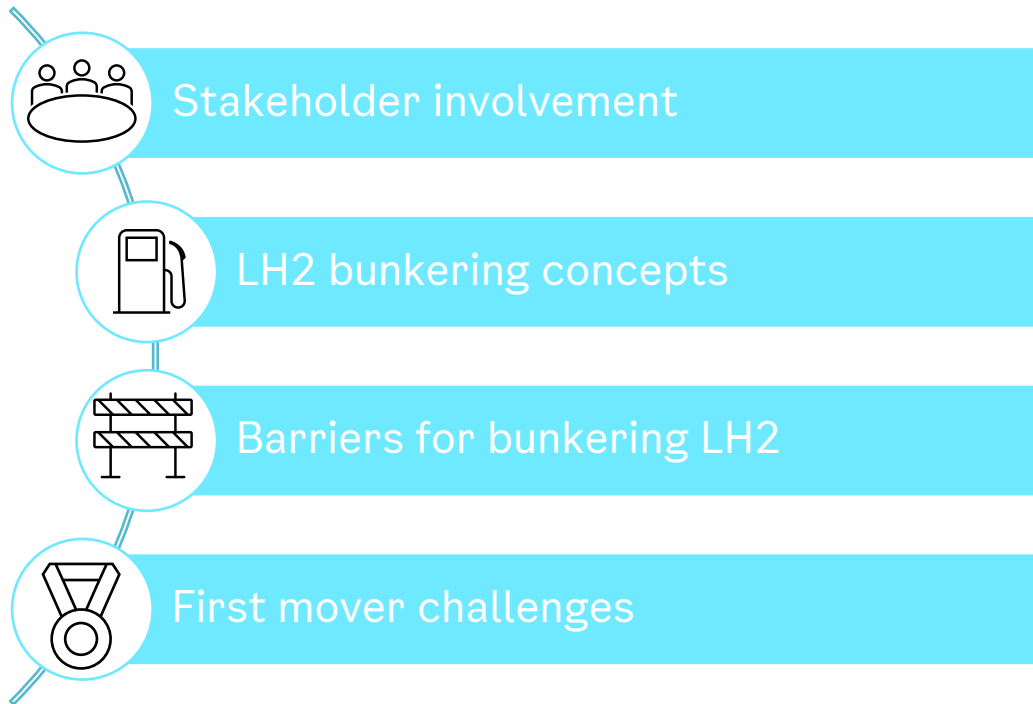 Stakeholder involvement
LH2 bunkering concepts
Barriers for bunkering LH2
First mover challenges